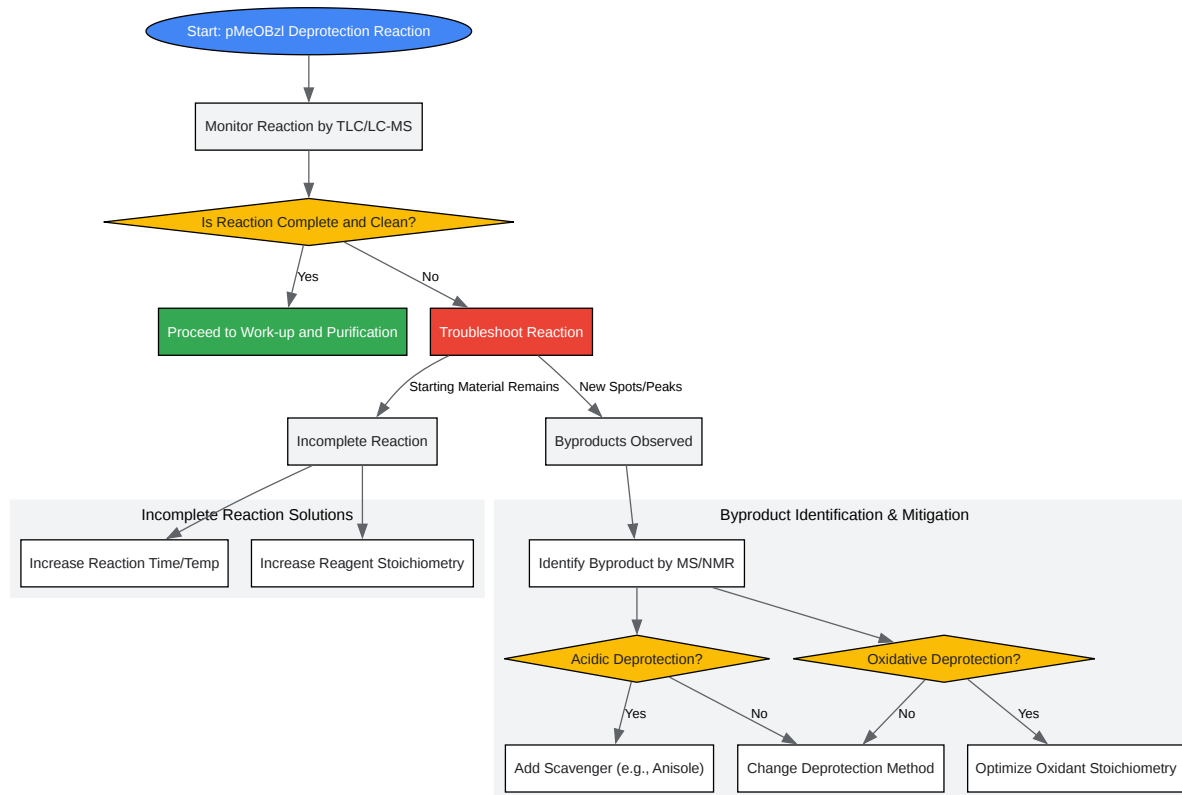 Start: pMeOBzl Deprotection Reaction
Monitor Reaction by TLC/LC-MS
Is Reaction Complete and Clean?
Yes
No
Proceed to Work-up and Purification
Troubleshoot Reaction
Starting Material Remains
New Spots/Peaks
Incomplete Reaction
Byproducts Observed
Incomplete Reaction Solutions
Byproduct Identification & Mitigation
Increase Reaction Time/Temp
Increase Reagent Stoichiometry
Identify Byproduct by MS/NMR
Acidic Deprotection?
Oxidative Deprotection?
Yes
No
No
Yes
Add Scavenger (e.g., Anisole)
Change Deprotection Method
Optimize Oxidant Stoichiometry